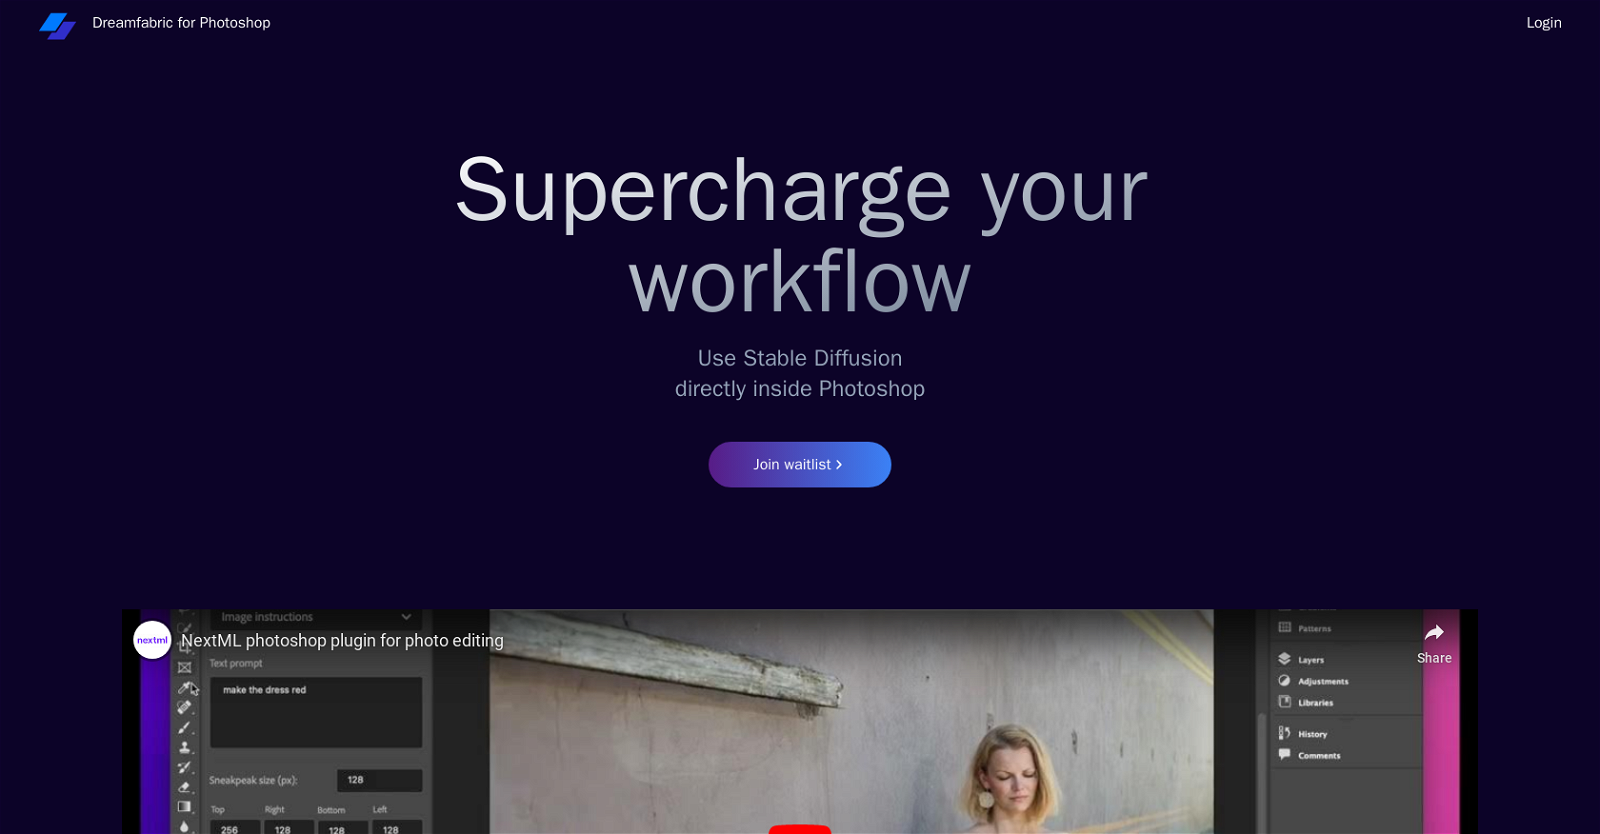 Dreamfabric for Photoshop
Login
Supercharge your
workflow
Use Stable Diffusion
directly inside Photoshop
Join waitlist
nextml
NextML photoshop plugin for photo editing
Share
Image instructions
Text prompt
make the dress red
Sneakpeak size (px):
128
Top
Right
Bottom
Left
256
128
128
128
Patterns
Layers
Adjustments
Libraries
History
Comments